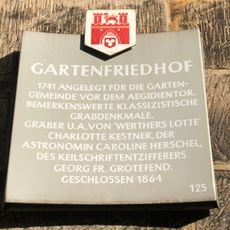 GARTENFRIEDHOF
1741 ANGELEGT FÜR DIE GARTEN-
GEMEINDE VOR DEM AEGIDIENTOR.
BEMERKENSWERTE KLASSIZISTISCHE
GRABDENKMALE.
GRÄBER U.A. VON 'WERTHERS LOTTE'
CHARLOTTE KESTNER, DER
ASTRONOMIN CAROLINE HERSCHEL,
DES KEILSCHRIFTENTZIFFERERS
GEORG FR. GROTEFEND.
GESCHLOSSEN 1864
125